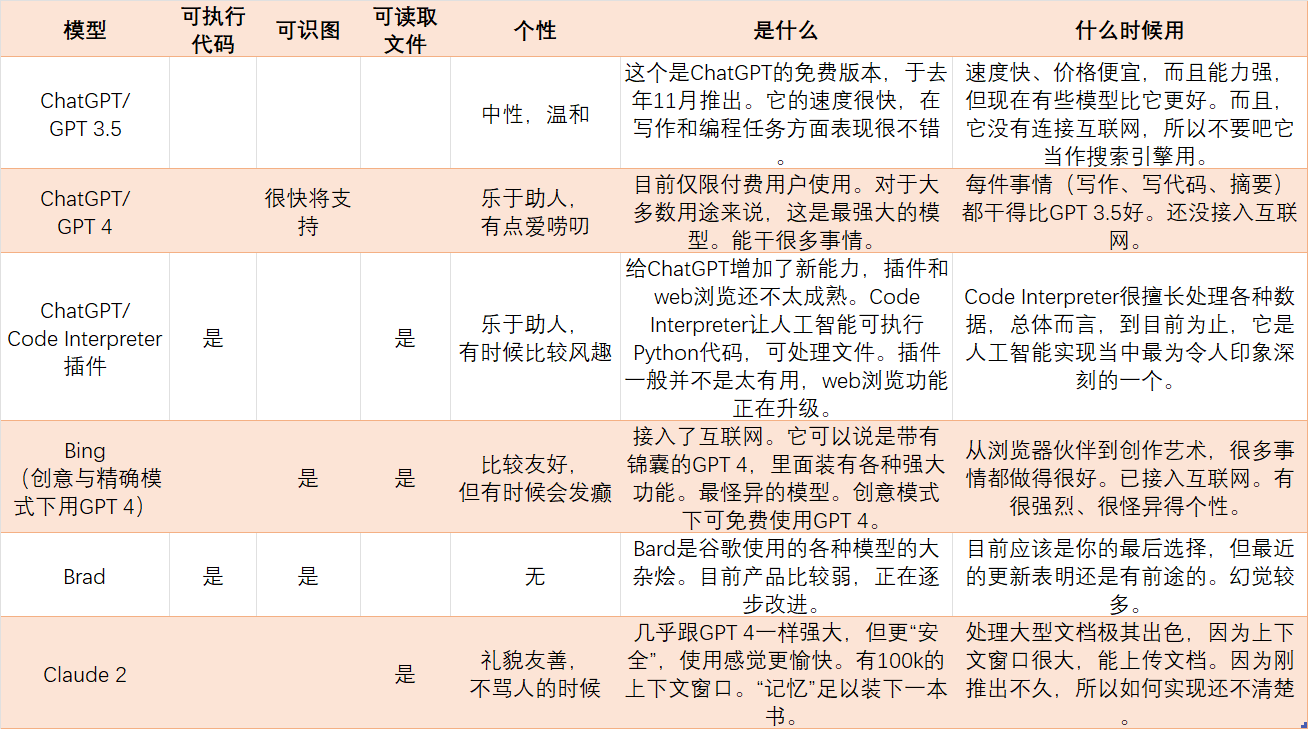 模型 可执行代码 可识图 可读取文件 个性 是什么 什么时候用
ChatGPT/
GPT 3.5
中性，温和
这个是ChatGPT的免费版本，于去
年11月推出。它的速度很快，在
写作和编程任务方面表现很不错
。
速度快、价格便宜，而且能力强，
但现在有些模型比它更好。而且，
它没有连接互联网，所以不要吧它
当作搜索引擎用。
ChatGPT/
GPT 4
很快将支
持
乐于助人，
有点爱唠叨
目前仅限付费用户使用。对于大
多数用途来说，这是最强大的模
型。能干很多事情。
每件事情（写作、写代码、摘要）
都干得比GPT 3.5好。还没接入互联
网。
ChatGPT/
Code Interpreter
插件
是
是
乐于助人，
有时候比较风趣
给ChatGPT增加了新能力，插件和
web浏览还不太成熟。Code
Interpreter让人工智能可执行
Python代码，可处理文件。插件
一般并不是太有用，web浏览功能
正在升级。
Code Interpreter很擅长处理各种数
据，总体而言，到目前为止，它是
人工智能实现当中最为令人印象深
刻的一个。
Bing
（创意与精确模
式下用GPT 4）
是
是
比较友好，
但有时候会发癫
接入了互联网。它可以说是带有
锦囊的GPT 4，里面装有各种强大
功能。最怪异的模型。创意模式
下可免费使用GPT 4。
从浏览器伙伴到创作艺术，很多事
情都做得很好。已接入互联网。有
很强烈、很怪异得个性。
Brad
是
是
无
Bard是谷歌使用的各种模型的大
杂烩。目前产品比较弱，正在逐
步改进。
目前应该是你的最后选择，但最近
的更新表明还是有前途的。幻觉较
多。
Claude 2
是
礼貌友善，
不骂人的时候
几乎跟GPT 4一样强大，但更“安
全”，使用感觉更愉快。有100k的
上下文窗口。“记忆”足以装下一本
书。
处理大型文档极其出色，因为上下
文窗口很大，能上传文档。因为刚
推出不久，所以如何实现还不清楚
。